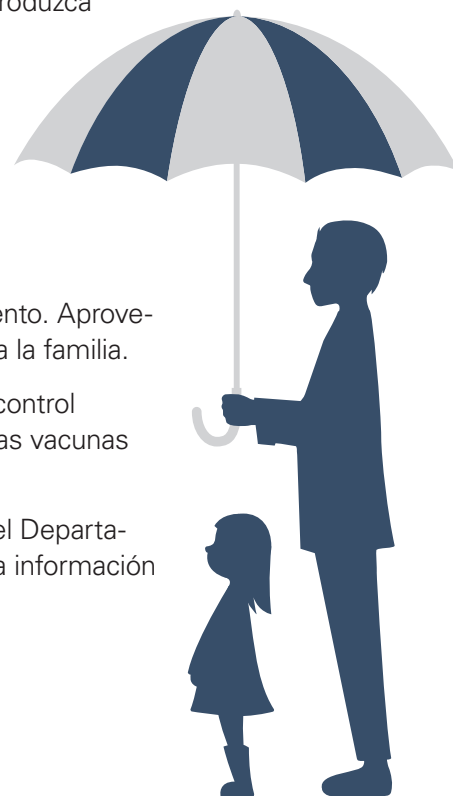 roduzca
ento. Aprove-
a la familia.
control
as vacunas
el Departa-
a información